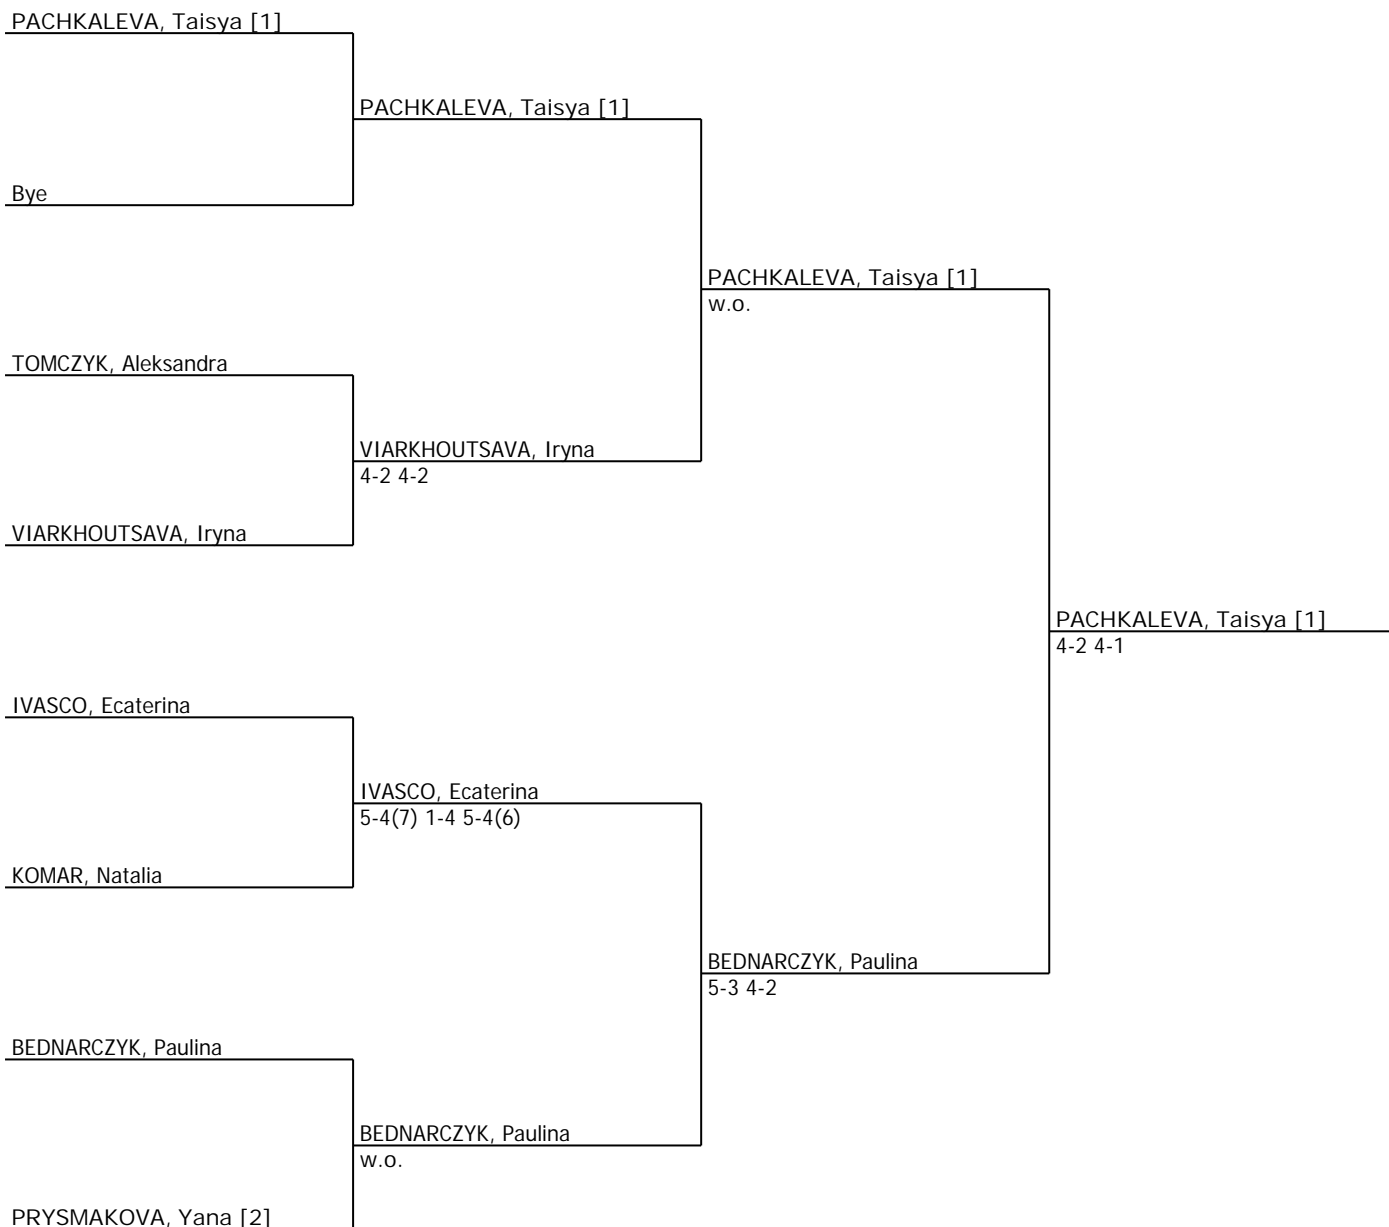 PACHKALEVA, Taisya [1]
PACHKALEVA, Taisya [1]
Bye
PACHKALEVA, Taisya [1]
w.o.
TOMCZYK, Aleksandra
VIARKHOUTSAVA, Iryna
4-2 4-2
VIARKHOUTSAVA, Iryna
PACHKALEVA, Taisya [1]
4-2 4-1
IVASCO, Ecaterina
IVASCO, Ecaterina
5-4(7) 1-4 5-4(6)
KOMAR, Natalia
BEDNARCZYK, Paulina
5-3 4-2
BEDNARCZYK, Paulina
BEDNARCZYK, Paulina
w.o.
PRYSMAKOVA, Yana [2]